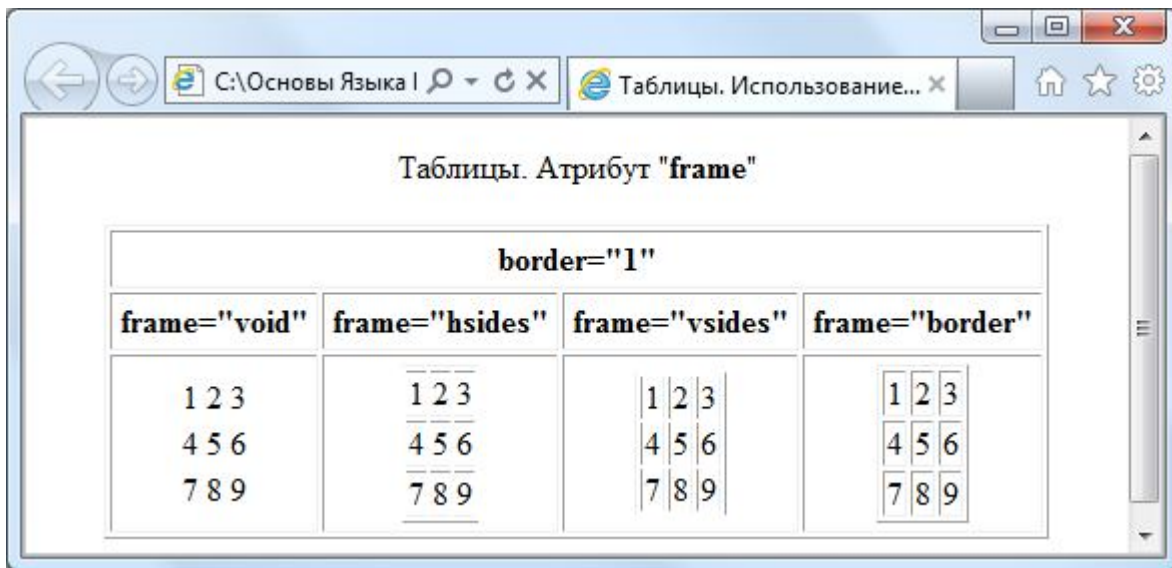 C:\Основы Языка
Таблицы. Использование...
Таблицы. Атрибут "frame"
border="1"
frame="void" frame="hsides" frame="vsides" frame="border"
1 2 3 1 2 3 1 2 3 1 2 3
4 5 6 4 5 6 4 5 6 4 5 6
7 8 9 7 8 9 7 8 9 7 8 9